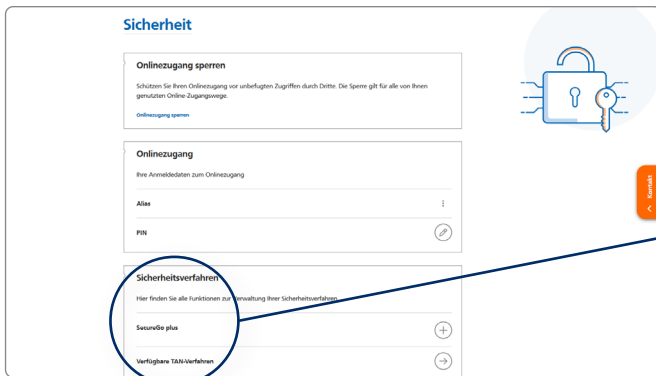 Sicherheit
Onlinezugang sperren
Schützen Sie Ihren Onlinezugang vor unbefugten Zugriffen durch Dritte. Die Sperre gilt für alle von Ihnen
genutzten Online-Zugangswege.
Onlinezugang sperren
Onlinezugang
Ihre Anmeldedaten zum Onlinezugang
Alias
PIN
Kontakt
Sicherheitsverfahren
Hier finden Sie alle Funktionen zur Verwaltung Ihrer Sicherheitsverfahren
SecureGo plus
Verfügbare TAN-Verfahren